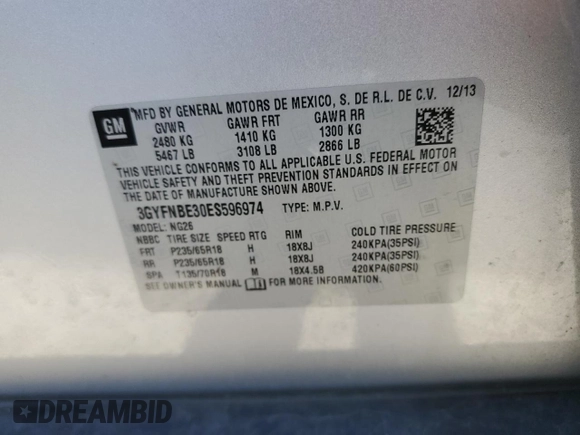 GM
MFD BY GENERAL MOTORS DE MEXICO, S. DE R.L. DE C.V. 12/13
GVWR GAWR FRT GAWR RR
2480 KG 1410 KG 1300 KG
5467 LB 3108 LB 2866 LB
THIS VEHICLE CONFORMS TO ALL APPLICABLE U.S. FEDERAL MOTOR
VEHICLE SAFETY AND THEFT PREVENTION STANDARDS IN EFFECT ON
THE DATE OF MANUFACTURE SHOWN ABOVE.
3GYFNBE30ES596974 TYPE: M.P.V.
MODEL: NG26
NBBC TIRE SIZE SPEED RTG RIM COLD TIRE PRESSURE
FRT P235/65R18 H 18X8J 240KPA(35PSI)
RR P235/65R18 H 18X8J 240KPA(35PSI)
SPA T135/70R18 M 18X4.5B 420KPA(60PSI)
SEE OWNER'S MANUAL FOR MORE INFORMATION.
DREAMBID